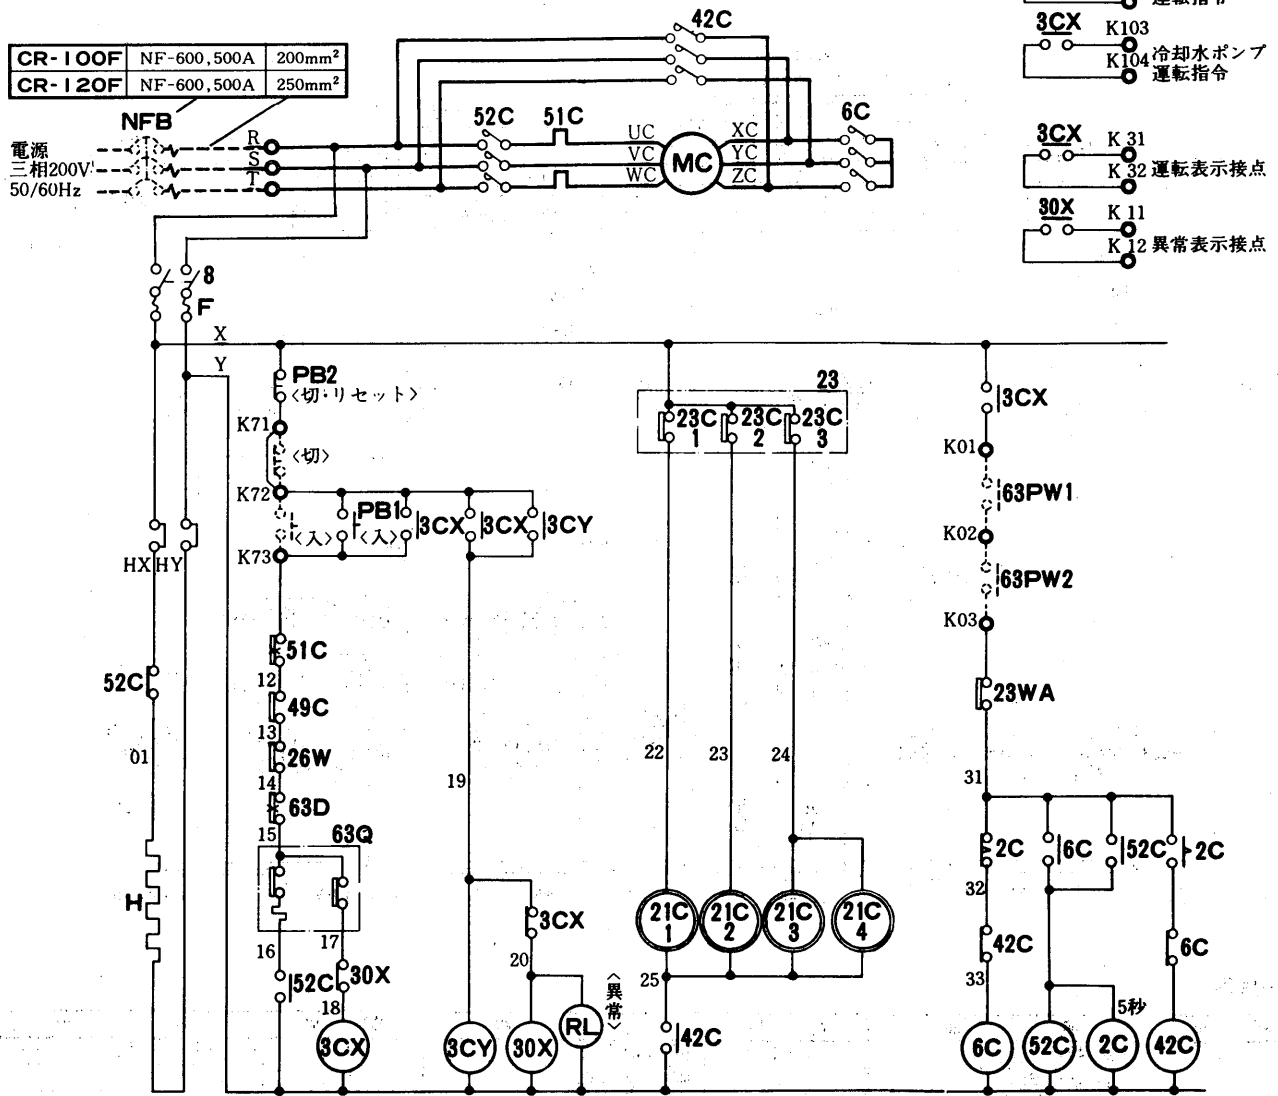 運転指令
3CX
K103
K104
冷却水ポンプ
運転指令
3CX
K 31
K 32
運転表示接点
30X
K 11
K 12
異常表示接点
CR-100F NF-600,500A 200mm²
CR-120F NF-600,500A 250mm²
NFB
電源
三相200V
50/60Hz
R
S
T
42C
52C
51C
UC
VC
WC
MC
XC
YC
ZC
6C
8
F
X
Y
PB2
〈切・リセット〉
K71
〈切〉
K72
〈入〉
PB1
〈入〉
3CX
3CX
3CY
K73
HX
HY
52C
01
H
51C
12
49C
13
26W
14
63D
15
63Q
16
17
52C
30X
18
3CX
19
3CX
20
3CY
30X
RL
〈異常〉
23
23C
1
23C
2
23C
3
22
23
24
21C
1
21C
2
21C
3
21C
4
25
42C
3CX
K01
63PW1
K02
63PW2
K03
23WA
31
2C
6C
52C
2C
32
42C
6C
33
5秒
6C
52C
2C
42C